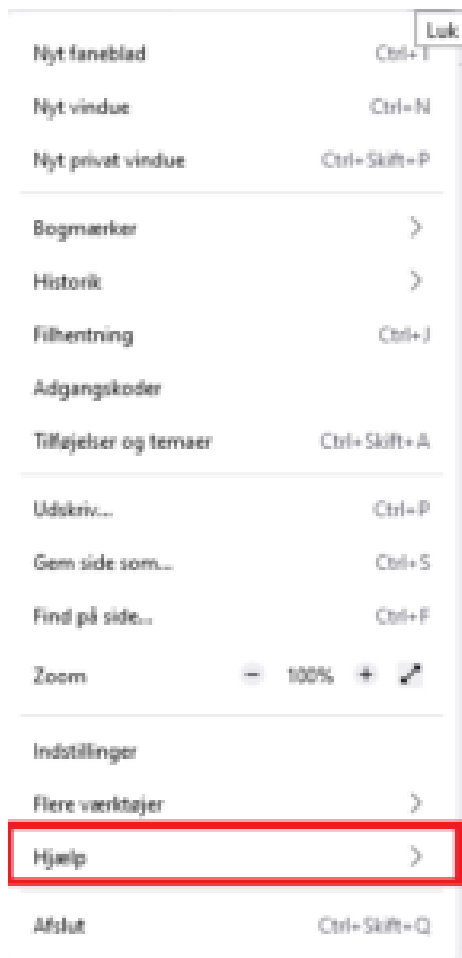 Luk
Nyt faneblad Ctrl+T
Nyt vindue Ctrl+N
Nyt privat vindue Ctrl+Skift+P
Bogmærker
Historik
Filhentning Ctrl+J
Adgangskoder
Tilføjelser og temaer Ctrl+Skift+A
Udskriv... Ctrl+P
Gem side som... Ctrl+S
Find på side... Ctrl+F
Zoom − 100% +
Indstillinger
Flere værktøjer
Hjælp
Afslut Ctrl+Skift+Q